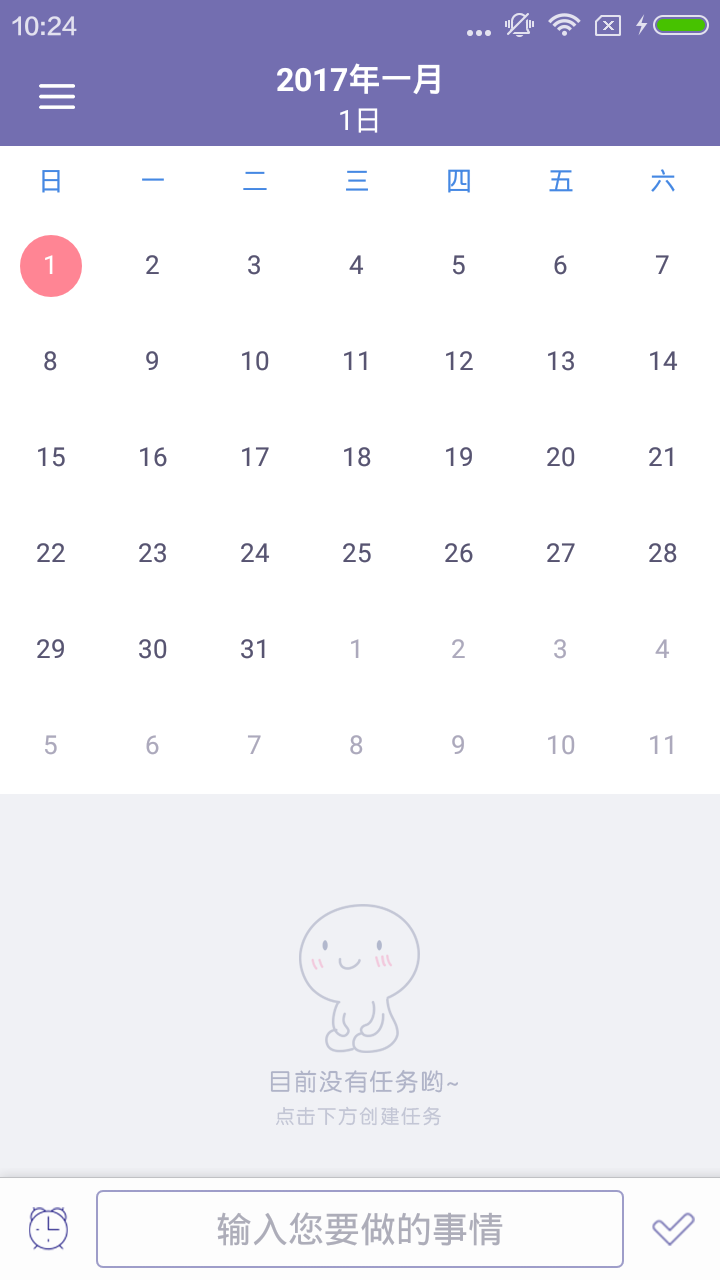 10:24
2017年一月
1日
日 一 二 三 四 五 六
1 2 3 4 5 6 7
8 9 10 11 12 13 14
15 16 17 18 19 20 21
22 23 24 25 26 27 28
29 30 31 1 2 3 4
5 6 7 8 9 10 11
目前没有任务哟~
点击下方创建任务
输入您要做的事情